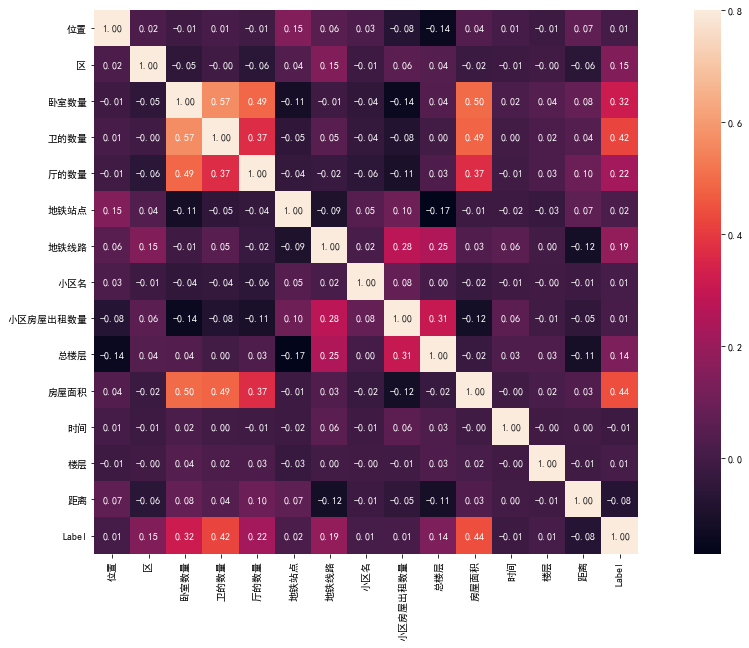 位置 1.00 0.02 -0.01 0.01 -0.01 0.15 0.06 0.03 -0.08 -0.14 0.04 0.01 -0.01 0.07 0.01
区 0.02 1.00 -0.05 -0.00 -0.06 0.04 0.15 -0.01 0.06 0.04 -0.02 -0.01 -0.00 -0.06 0.15
卧室数量 -0.01 -0.05 1.00 0.57 0.49 -0.11 -0.01 -0.04 -0.14 0.04 0.50 0.02 0.04 0.08 0.32
卫的数量 0.01 -0.00 0.57 1.00 0.37 -0.05 0.05 -0.04 -0.08 0.00 0.49 0.00 0.02 0.04 0.42
厅的数量 -0.01 -0.06 0.49 0.37 1.00 -0.04 -0.02 -0.06 -0.11 0.03 0.37 -0.01 0.03 0.10 0.22
地铁站点 0.15 0.04 -0.11 -0.05 -0.04 1.00 -0.09 0.05 0.10 -0.17 -0.01 -0.02 -0.03 0.07 0.02
地铁线路 0.06 0.15 -0.01 0.05 -0.02 -0.09 1.00 0.02 0.28 0.25 0.03 0.06 0.00 -0.12 0.19
小区名 0.03 -0.01 -0.04 -0.04 -0.06 0.05 0.02 1.00 0.08 0.00 -0.02 -0.01 -0.00 -0.01 0.01
小区房屋出租数量 -0.08 0.06 -0.14 -0.08 -0.11 0.10 0.28 0.08 1.00 0.31 -0.12 0.06 -0.01 -0.05 0.01
总楼层 -0.14 0.04 0.04 0.00 0.03 -0.17 0.25 0.00 0.31 1.00 -0.02 0.03 0.03 -0.11 0.14
房屋面积 0.04 -0.02 0.50 0.49 0.37 -0.01 0.03 -0.02 -0.12 -0.02 1.00 -0.00 0.02 0.03 0.44
时间 0.01 -0.01 0.02 0.00 -0.01 -0.02 0.06 -0.01 0.06 0.03 -0.00 1.00 -0.00 0.00 -0.01
楼层 -0.01 -0.00 0.04 0.02 0.03 -0.03 0.00 -0.00 -0.01 0.03 0.02 -0.00 1.00 -0.01 0.01
距离 0.07 -0.06 0.08 0.04 0.10 0.07 -0.12 -0.01 -0.05 -0.11 0.03 0.00 -0.01 1.00 -0.08
Label 0.01 0.15 0.32 0.42 0.22 0.02 0.19 0.01 0.01 0.14 0.44 -0.01 0.01 -0.08 1.00
位置 区 卧室数量 卫的数量 厅的数量 地铁站点 地铁线路 小区名 小区房屋出租数量 总楼层 房屋面积 时间 楼层 距离 Label
0.8
0.6
0.4
0.2
0.0